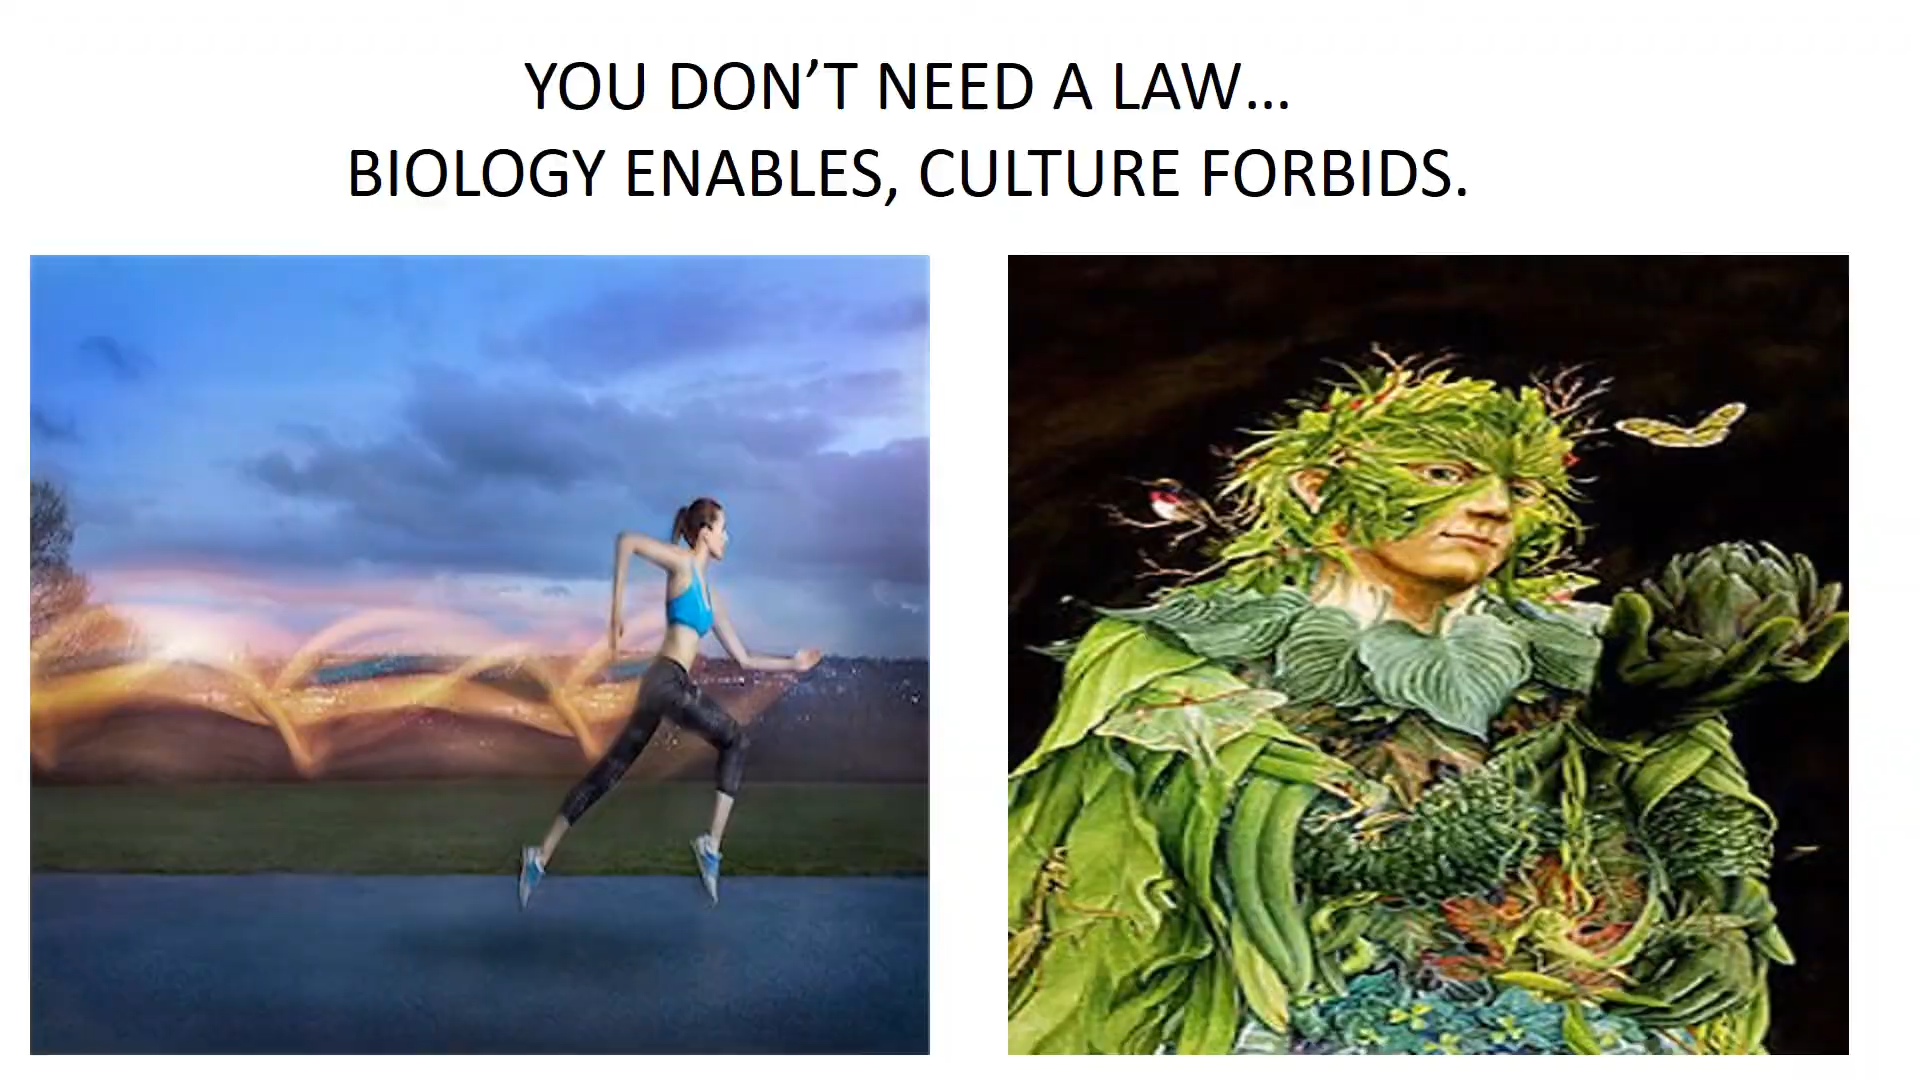 YOU DON’T NEED A LAW…
BIOLOGY ENABLES, CULTURE FORBIDS.